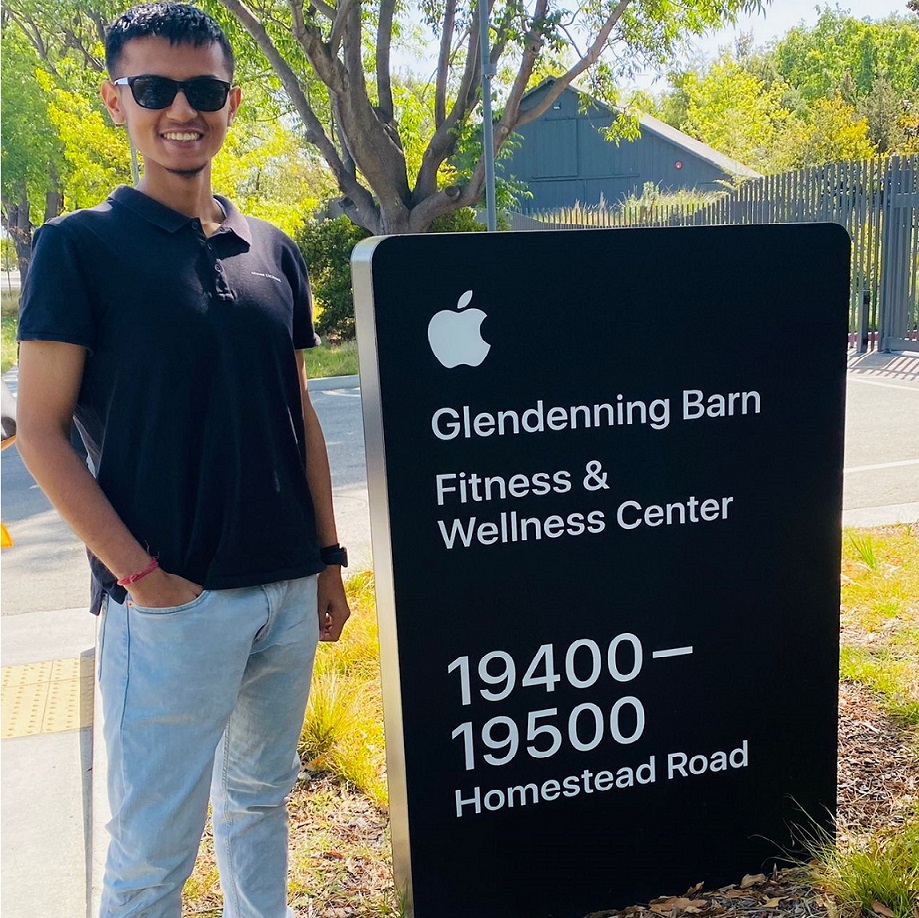 Glendenning Barn
Fitness &
Wellness Center
19400–
19500
Homestead Road